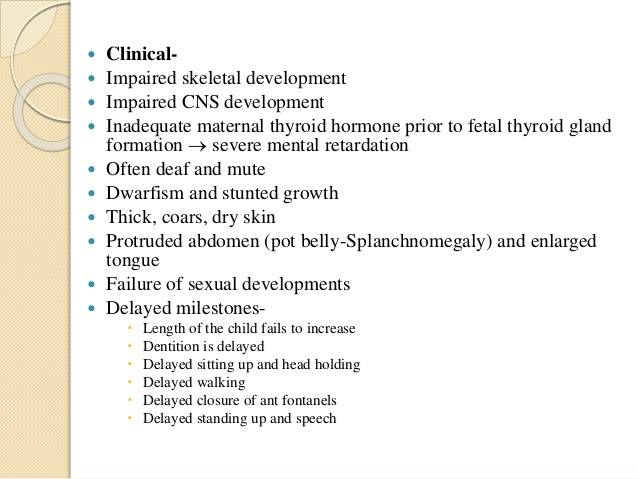 Clinical-
Impaired skeletal development
Impaired CNS development
Inadequate maternal thyroid hormone prior to fetal thyroid gland
formation → severe mental retardation
Often deaf and mute
Dwarfism and stunted growth
Thick, coars, dry skin
Protruded abdomen (pot belly-Splanchnomegaly) and enlarged
tongue
Failure of sexual developments
Delayed milestones-
Length of the child fails to increase
Dentition is delayed
Delayed sitting up and head holding
Delayed walking
Delayed closure of ant fontanels
Delayed standing up and speech